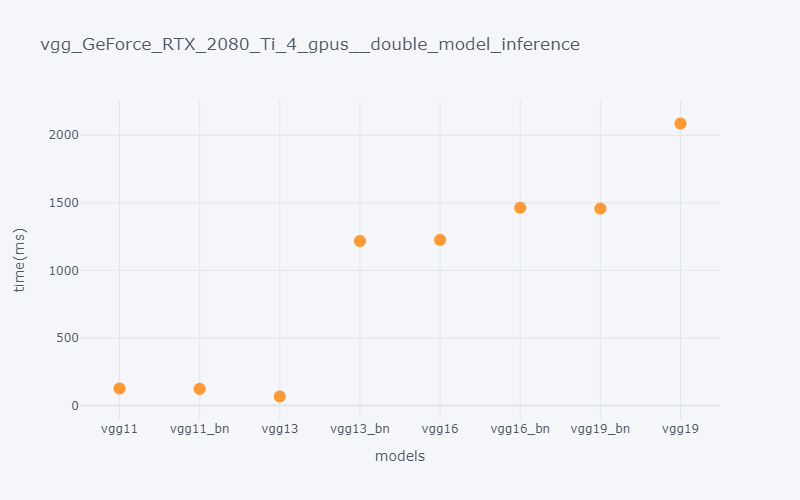 vgg_GeForce_RTX_2080_Ti_4_gpus__double_model_inference
time(ms)
2000
1500
1000
500
0
vgg11 vgg11_bn vgg13 vgg13_bn vgg16 vgg16_bn vgg19_bn vgg19
models